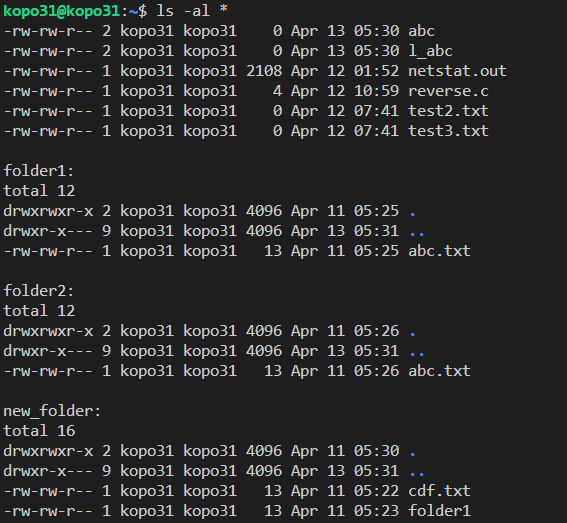 kopo31@kopo31:~$ ls -al *
-rw-rw-r-- 2 kopo31 kopo31    0 Apr 13 05:30 abc
-rw-rw-r-- 2 kopo31 kopo31    0 Apr 13 05:30 l_abc
-rw-rw-r-- 1 kopo31 kopo31 2108 Apr 12 01:52 netstat.out
-rw-rw-r-- 1 kopo31 kopo31    4 Apr 12 10:59 reverse.c
-rw-rw-r-- 1 kopo31 kopo31    0 Apr 12 07:41 test2.txt
-rw-rw-r-- 1 kopo31 kopo31    0 Apr 12 07:41 test3.txt

folder1:
total 12
drwxrwxr-x 2 kopo31 kopo31 4096 Apr 11 05:25 .
drwxr-x--- 9 kopo31 kopo31 4096 Apr 13 05:31 ..
-rw-rw-r-- 1 kopo31 kopo31   13 Apr 11 05:25 abc.txt

folder2:
total 12
drwxrwxr-x 2 kopo31 kopo31 4096 Apr 11 05:26 .
drwxr-x--- 9 kopo31 kopo31 4096 Apr 13 05:31 ..
-rw-rw-r-- 1 kopo31 kopo31   13 Apr 11 05:26 abc.txt

new_folder:
total 16
drwxrwxr-x 2 kopo31 kopo31 4096 Apr 11 05:30 .
drwxr-x--- 9 kopo31 kopo31 4096 Apr 13 05:31 ..
-rw-rw-r-- 1 kopo31 kopo31   13 Apr 11 05:22 cdf.txt
-rw-rw-r-- 1 kopo31 kopo31   13 Apr 11 05:23 folder1